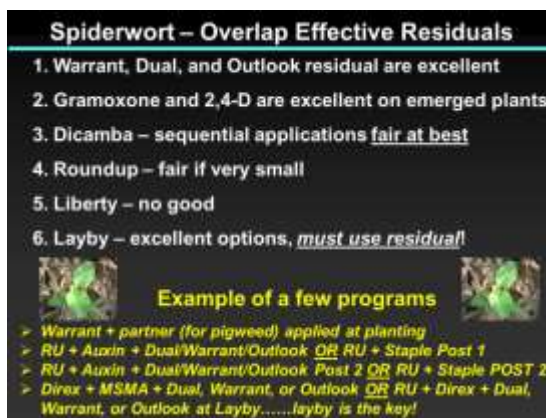 Spiderwort – Overlap Effective Residuals
1. Warrant, Dual, and Outlook residual are excellent
2. Gramoxone and 2,4-D are excellent on emerged plants
3. Dicamba – sequential applications fair at best
4. Roundup – fair if very small
5. Liberty – no good
6. Layby – excellent options, must use residual!
Example of a few programs
➢ Warrant + partner (for pigweed) applied at planting
➢ RU + Auxin + Dual/Warrant/Outlook OR RU + Staple Post 1
➢ RU + Auxin + Dual/Warrant/Outlook Post 2 OR RU + Staple POST 2
➢ Direx + MSMA + Dual, Warrant, or Outlook OR RU + Direx + Dual,
Warrant, or Outlook at Layby......layby is the key!